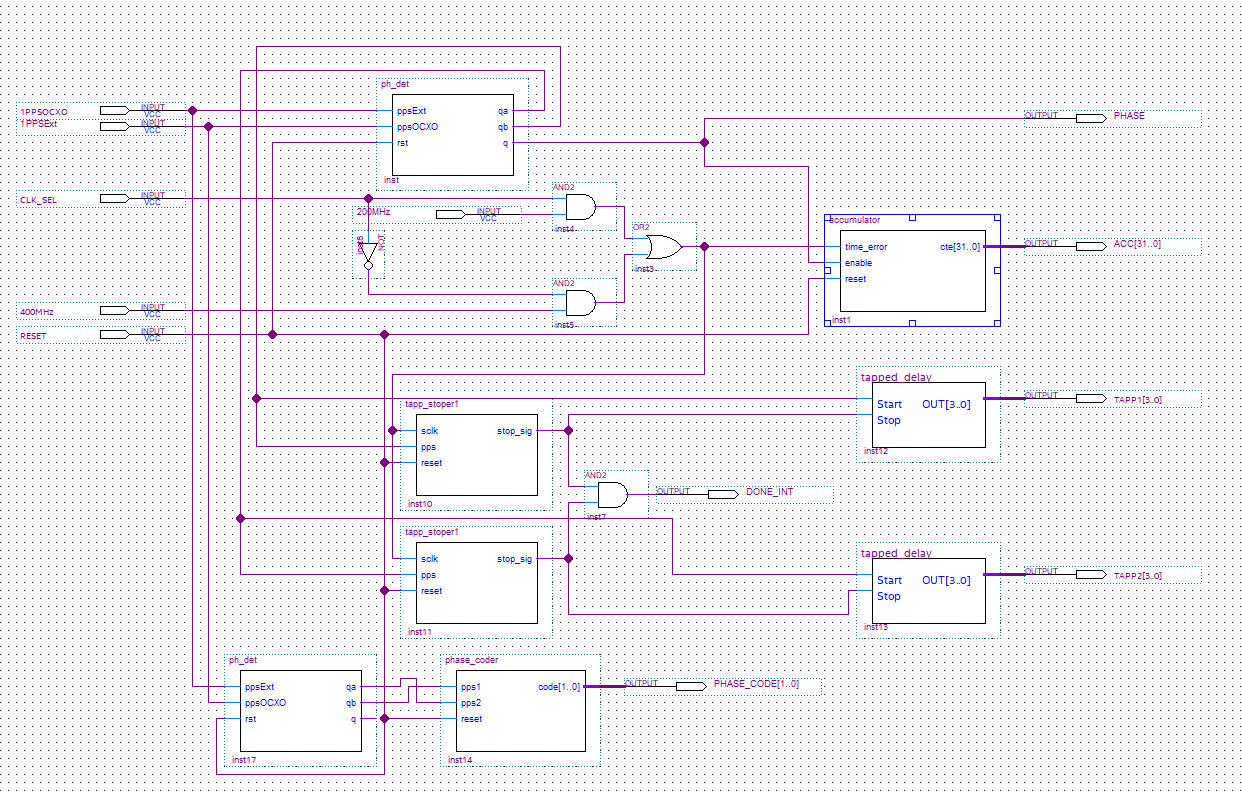 ph_det
1PPSOCXO
INPUT
VCC
1PPSExt
INPUT
VCC
ppsExt
qa
ppsOCXO
qb
rst
q
inst
OUTPUT
PHASE
CLK_SEL
INPUT
VCC
200MHz
INPUT
VCC
AND2
inst4
inst8
NOT
OR2
inst3
accumulator
time_error
cte[31..0]
enable
reset
inst1
OUTPUT
ACC[31..0]
AND2
inst5
400MHz
INPUT
VCC
RESET
INPUT
VCC
tapped_delay
Start
OUT[3..0]
Stop
inst12
OUTPUT
TAPP1[3..0]
tapp_stoper1
sclk
stop_sig
pps
reset
inst10
AND2
inst7
OUTPUT
DONE_INT
tapp_stoper1
sclk
stop_sig
pps
reset
inst11
tapped_delay
Start
OUT[3..0]
Stop
inst13
OUTPUT
TAPP2[3..0]
ph_det
ppsExt
qa
ppsOCXO
qb
rst
q
inst17
phase_coder
pps1
code[1..0]
pps2
reset
inst14
OUTPUT
PHASE_CODE[1..0]